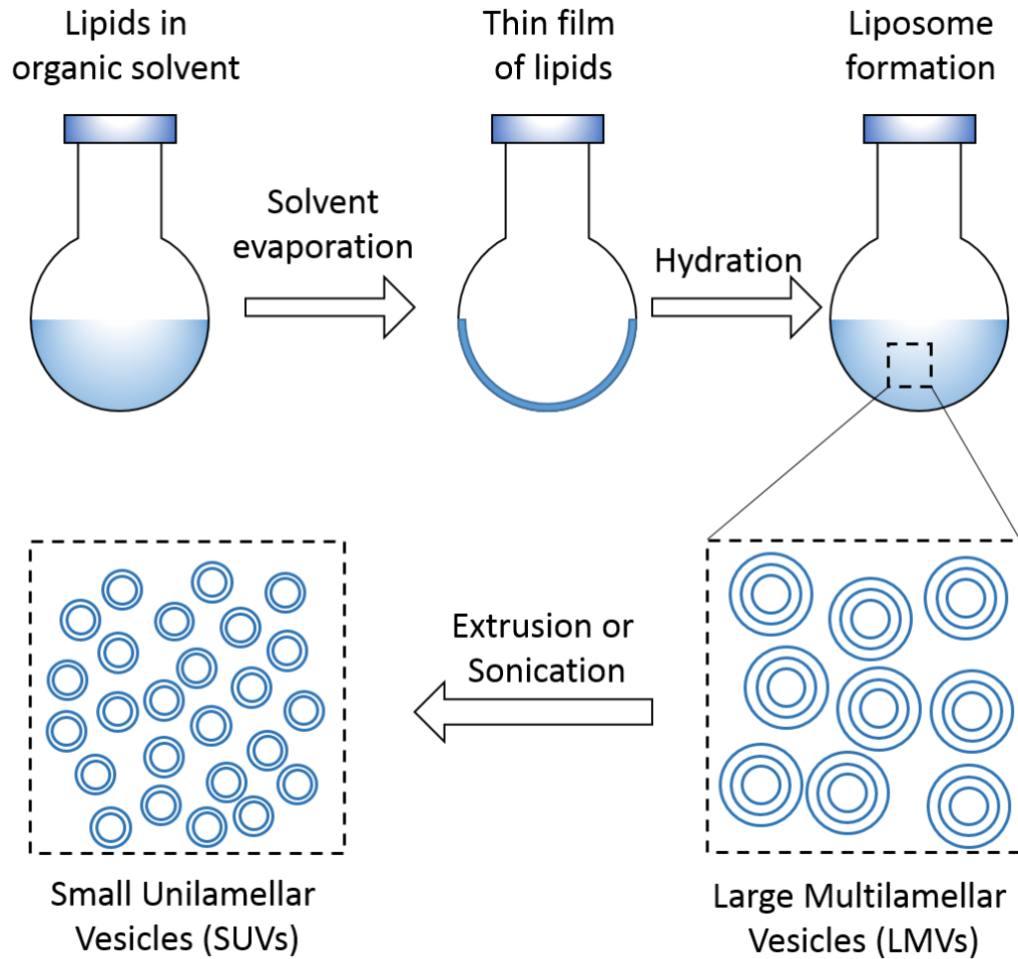 Lipids in
organic solvent
Thin film
of lipids
Liposome
formation
Solvent
evaporation
Hydration
Extrusion or
Sonication
Small Unilamellar
Vesicles (SUVs)
Large Multilamellar
Vesicles (LMVs)